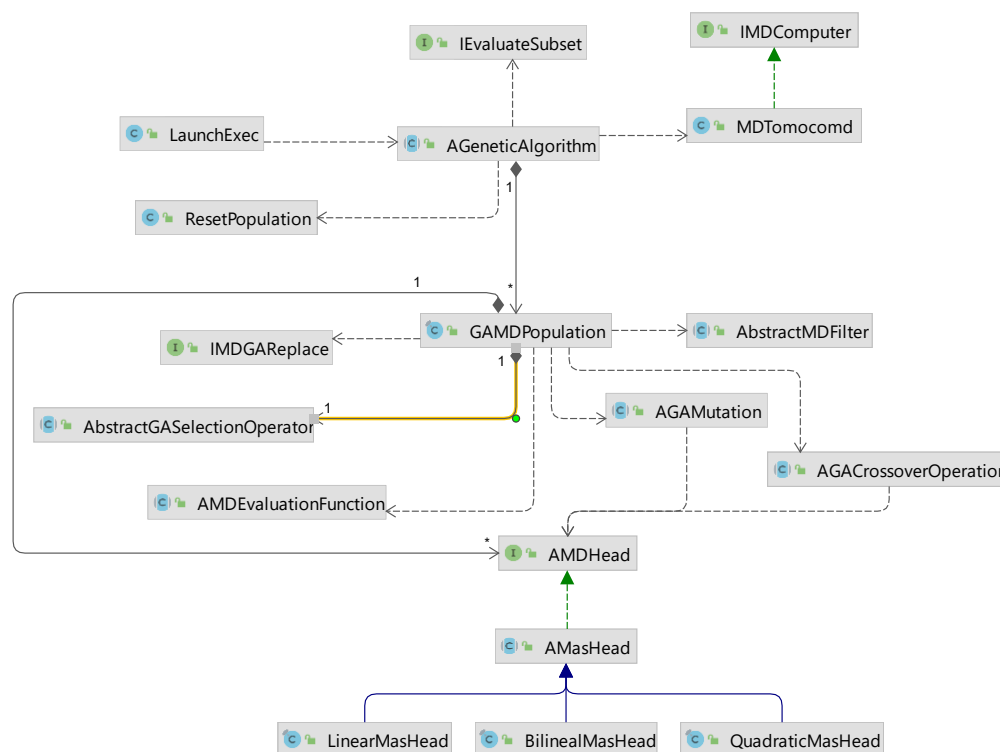 I IMDComputer
I IEvaluateSubset
C MDTomocomd
C LaunchExec
C AGeneticAlgorithm
1
C ResetPopulation
1
*
C GAMDPopulation
C AbstractMDFilter
I IMDGAReplace
1
1
C AGAMutation
C AbstractGASelectionOperator
C AGACrossoverOperation
C AMDEvaluationFunction
*
I AMDHead
C AMasHead
C LinearMasHead
C BilinealMasHead
C QuadraticMasHead